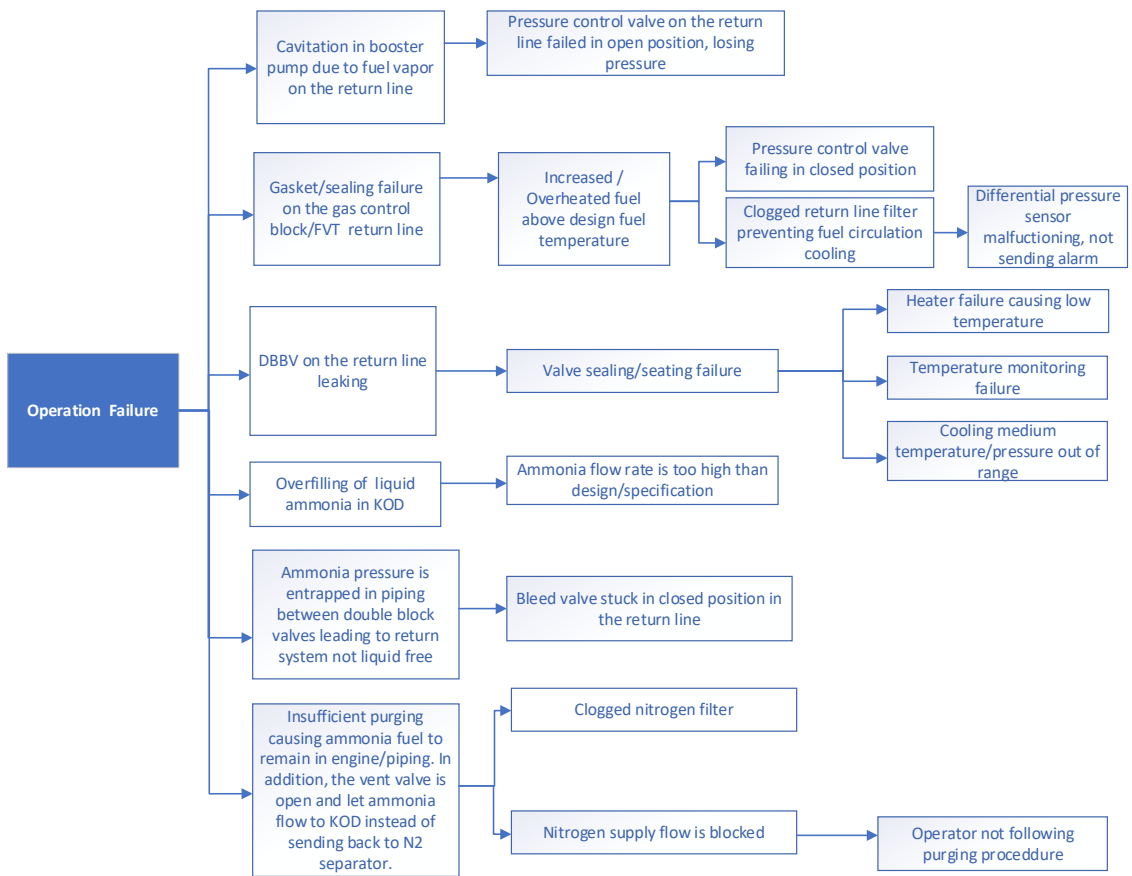 Operation Failure
Cavitation in booster
pump due to fuel vapor
on the return line
Pressure control valve on the return
line failed in open position, losing
pressure
Gasket/sealing failure
on the gas control
block/FVT return line
Increased /
Overheated fuel
above design fuel
temperature
Pressure control valve
failing in closed position
Clogged return line filter
preventing fuel circulation
cooling
Differential pressure
sensor
malfuctioning, not
sending alarm
DBBV on the return line
leaking
Valve sealing/seating failure
Heater failure causing low
temperature
Temperature monitoring
failure
Cooling medium
temperature/pressure out of
range
Overfilling of liquid
ammonia in KOD
Ammonia flow rate is too high than
design/specification
Ammonia pressure is
entrapped in piping
between double block
valves leading to return
system not liquid free
Bleed valve stuck in closed position in
the return line
Insufficient purging
causing ammonia fuel to
remain in engine/piping. In
addition, the vent valve is
open and let ammonia
flow to KOD instead of
sending back to N2
separator.
Clogged nitrogen filter
Nitrogen supply flow is blocked
Operator not following
purging proceddure